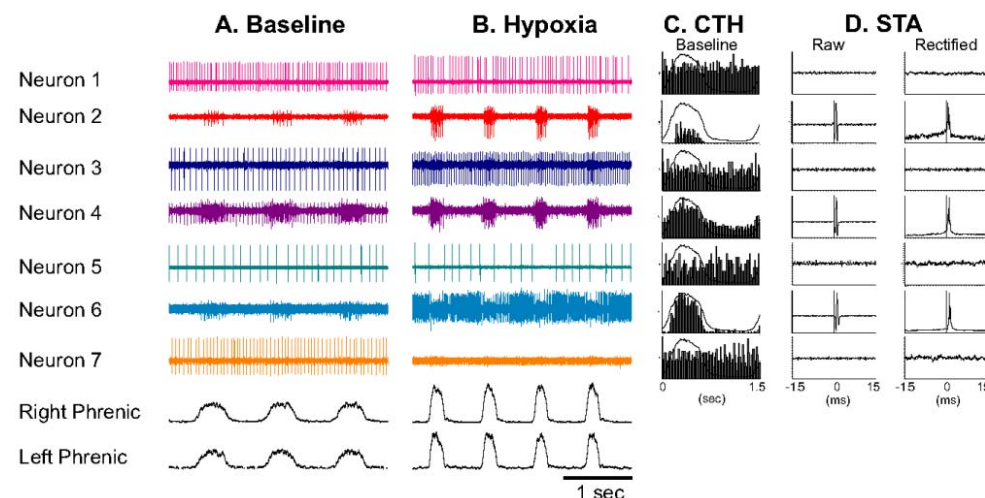 A. Baseline B. Hypoxia C. CTH D. STA
Baseline Raw Rectified
Neuron 1
Neuron 2
Neuron 3
Neuron 4
Neuron 5
Neuron 6
Neuron 7
0 1.5 -15 0 15 -15 0 15
(sec) (ms) (ms)
Right Phrenic
Left Phrenic
1 sec